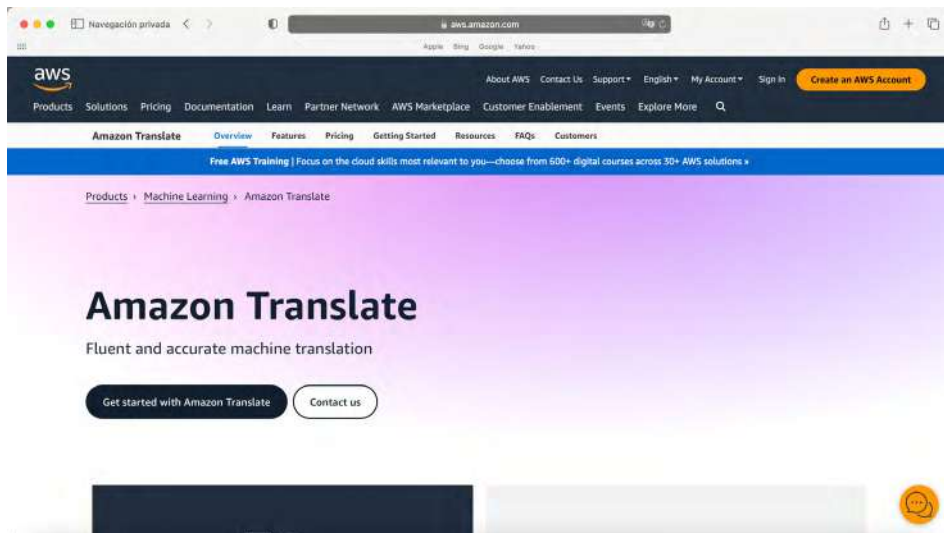 Navegación privada
aws.amazon.com
Apple Bing Google Yahoo
aws
About AWS Contact Us Support English My Account Sign In Create an AWS Account
Products Solutions Pricing Documentation Learn Partner Network AWS Marketplace Customer Enablement Events Explore More
Amazon Translate Overview Features Pricing Getting Started Resources FAQs Customers
Free AWS Training | Focus on the cloud skills most relevant to you—choose from 600+ digital courses across 30+ AWS solutions »
Products › Machine Learning › Amazon Translate
Amazon Translate
Fluent and accurate machine translation
Get started with Amazon Translate Contact us